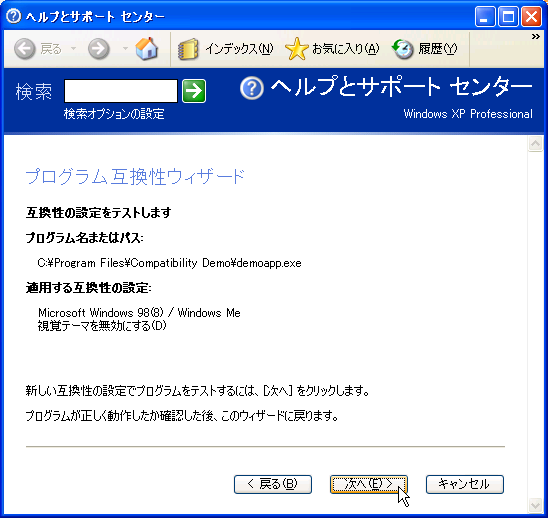 ヘルプとサポート センター
戻る インデックス(N) お気に入り(A) 履歴(Y) »
検索
検索オプションの設定
ヘルプとサポート センター
Windows XP Professional
プログラム互換性ウィザード
互換性の設定をテストします
プログラム名またはパス:
C:¥Program Files¥Compatibility Demo¥demoapp.exe
適用する互換性の設定:
Microsoft Windows 98(8) / Windows Me
視覚テーマを無効にする(D)
新しい互換性の設定でプログラムをテストするには、[次へ] をクリックします。
プログラムが正しく動作したか確認した後、このウィザードに戻ります。
< 戻る(B) 次へ(E) > キャンセル